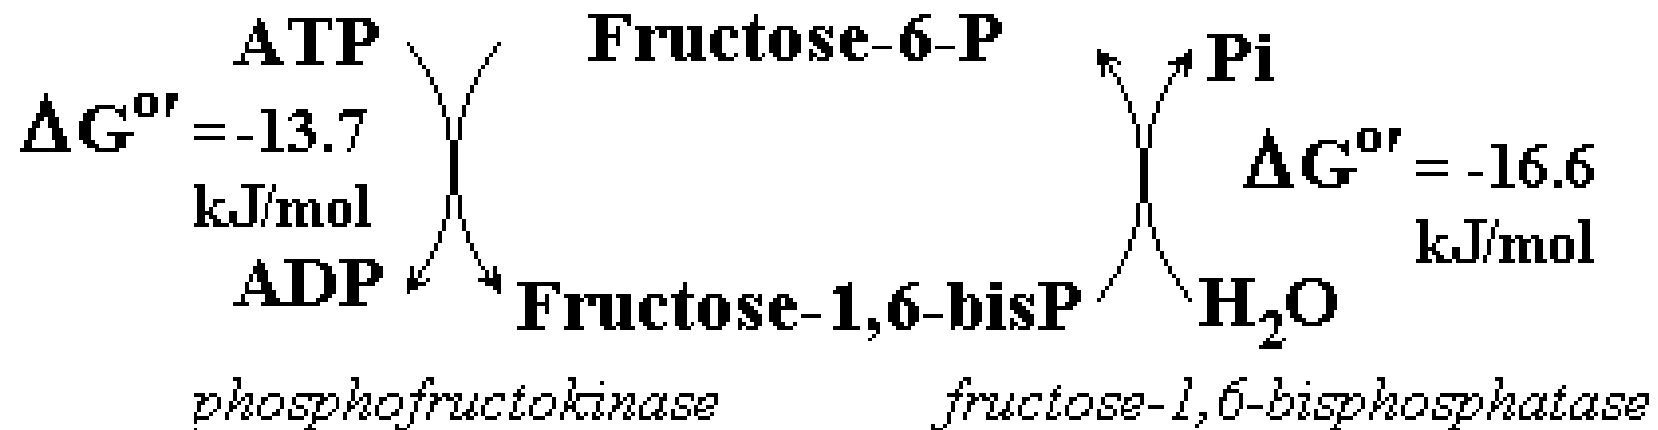 ATP Fructose-6-P Pi
ΔG°' = -13.7 kJ/mol
ΔG°' = -16.6 kJ/mol
ADP Fructose-1,6-bisP H₂O
phosphofructokinase fructose-1,6-bisphosphatase